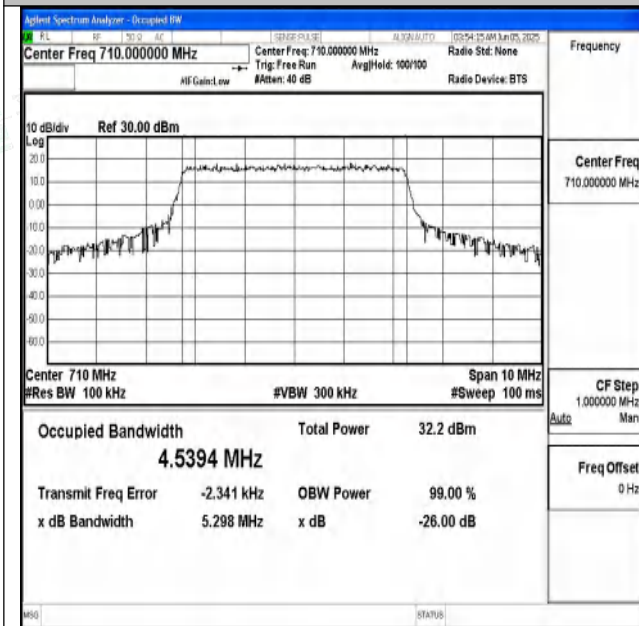 Agilent Spectrum Analyzer - Occupied BW
RL RF 50 Ω AC SENSE:PULSE ALIGN AUTO 03:54:15 AM Jun 05, 2025
Center Freq 710.000000 MHz
Center Freq: 710.000000 MHz
Radio Std: None
Trig: Free Run Avg|Hold: 100/100
#IFGain:Low #Atten: 40 dB Radio Device: BTS
10 dB/div Ref 30.00 dBm
Log
20.0
10.0
0.00
-10.0
-20.0
-30.0
-40.0
-50.0
-60.0
Center 710 MHz Span 10 MHz
#Res BW 100 kHz #VBW 300 kHz #Sweep 100 ms
Occupied Bandwidth Total Power 32.2 dBm
4.5394 MHz
Transmit Freq Error -2.341 kHz OBW Power 99.00 %
x dB Bandwidth 5.298 MHz x dB -26.00 dB
MSG STATUS
Frequency
Center Freq
710.000000 MHz
CF Step
1.000000 MHz
Auto Man
Freq Offset
0 Hz